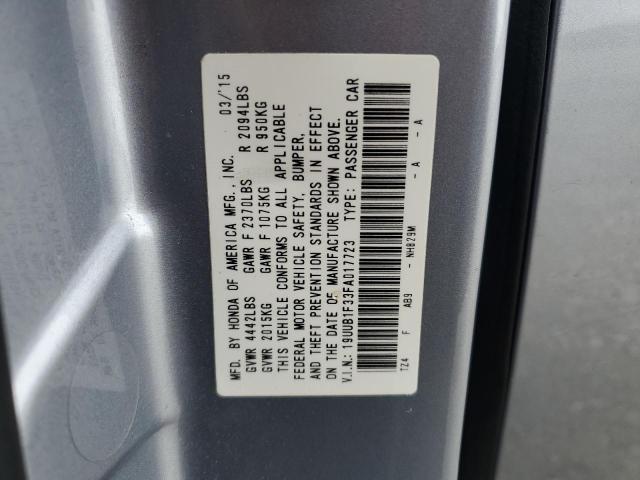 MFD. BY HONDA OF AMERICA MFG., INC. 03/'15
GVWR 4442LBS GAWR F 2370LBS R 2094LBS
GVWR 2015KG GAWR F 1075KG R 950KG
THIS VEHICLE CONFORMS TO ALL APPLICABLE
FEDERAL MOTOR VEHICLE SAFETY, BUMPER,
AND THEFT PREVENTION STANDARDS IN EFFECT
ON THE DATE OF MANUFACTURE SHOWN ABOVE.
V.I.N.: 19UUB1F33FA017723 TYPE: PASSENGER CAR
TZ4 F AB9 - NH829M - A - A